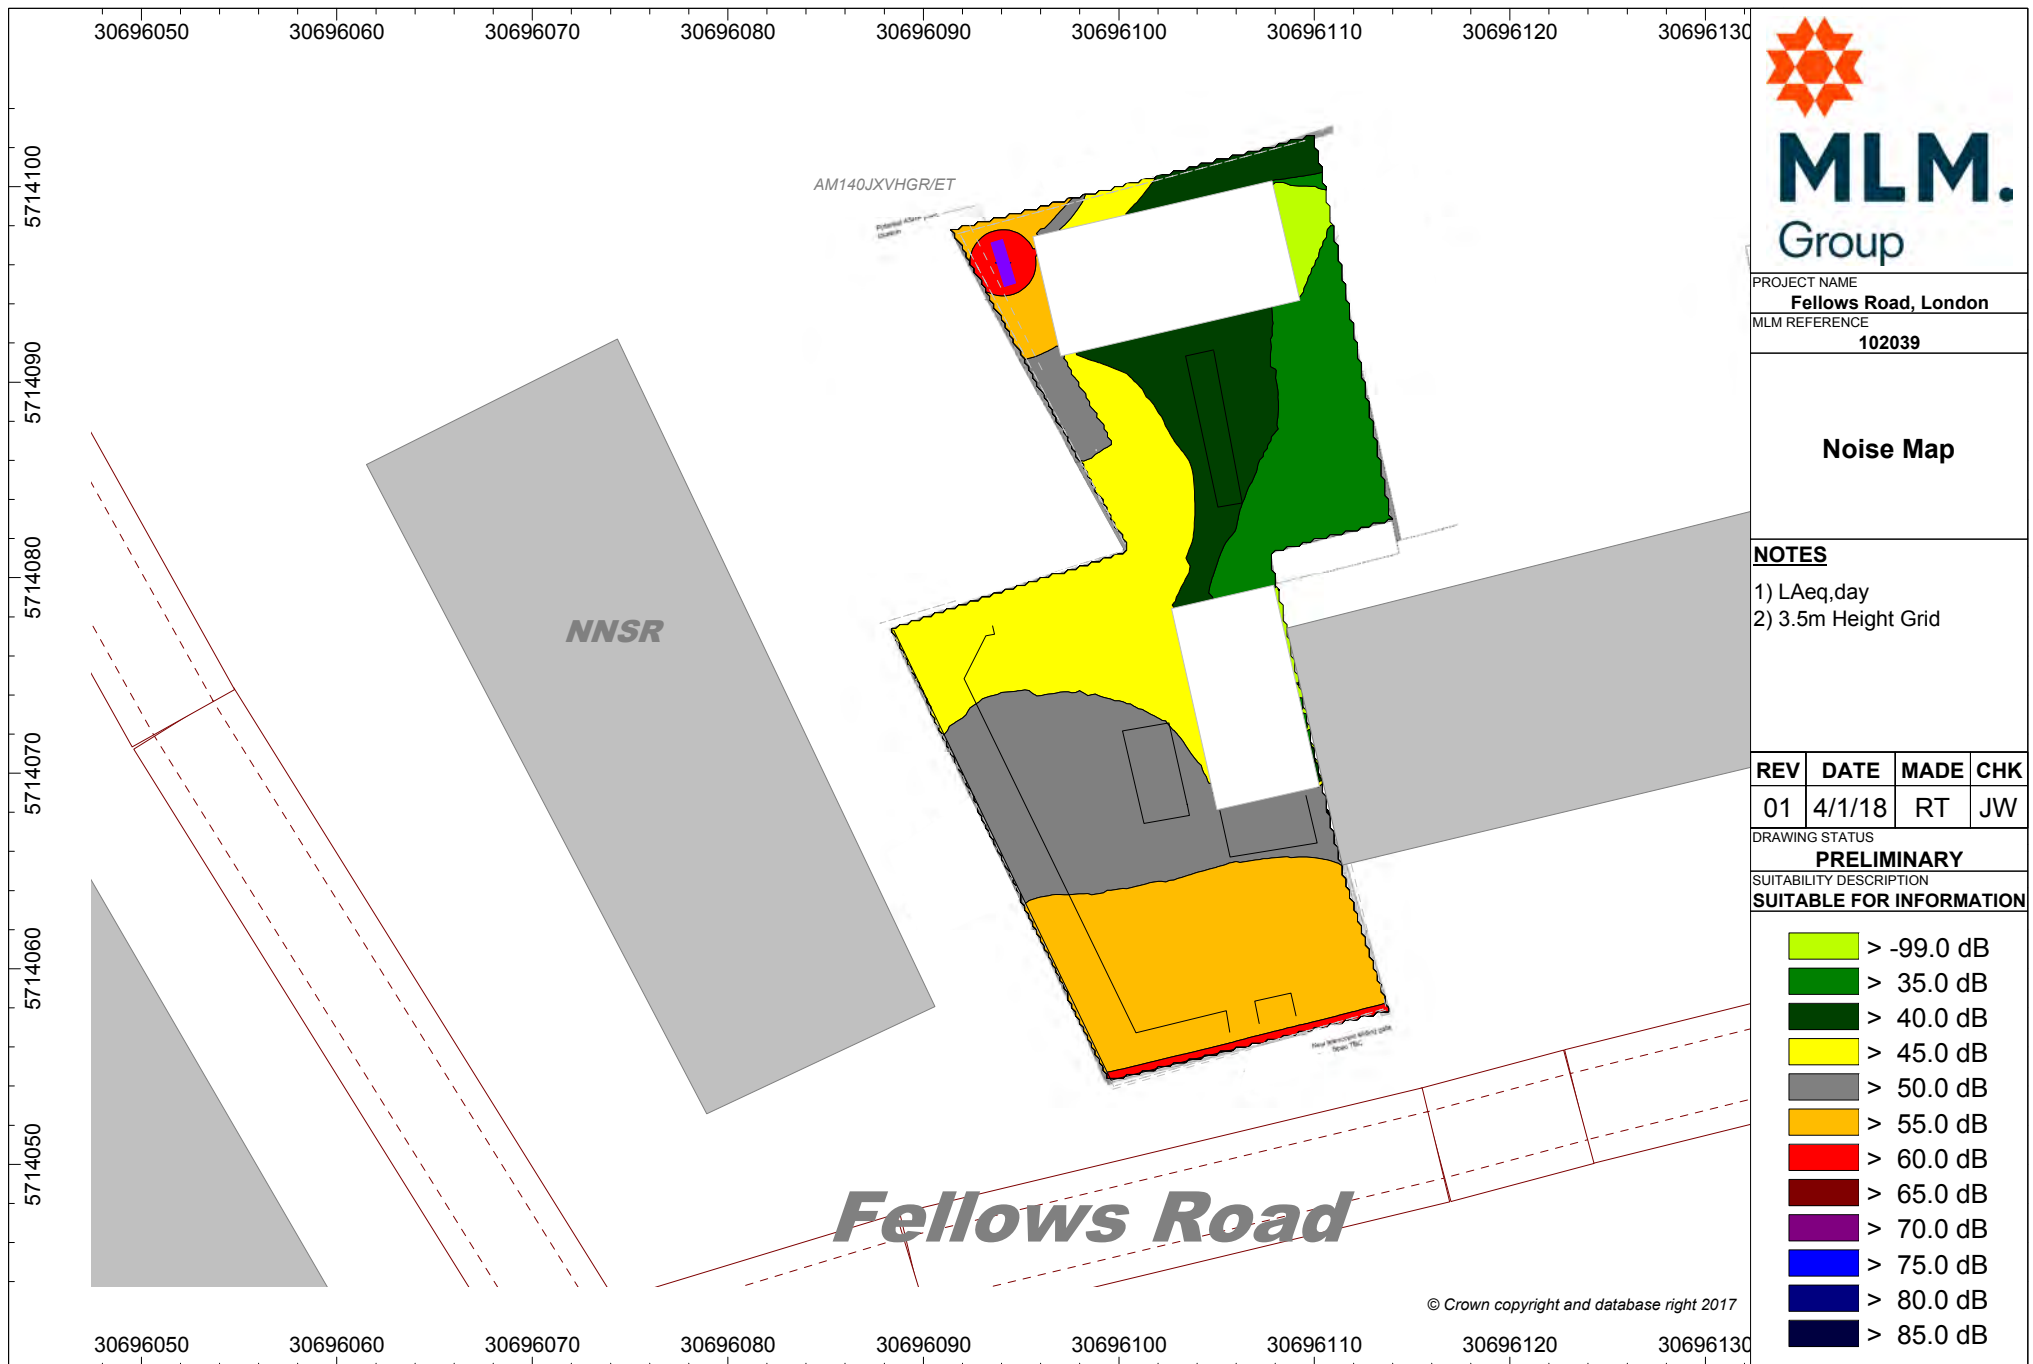 30696050 30696060 30696070 30696080 30696090 30696100 30696110 30696120 30696130
5714100
5714090
5714080
5714070
5714060
5714050
AM140JXVHGR/ET
NNSR
Fellows Road
© Crown copyright and database right 2017
30696050 30696060 30696070 30696080 30696090 30696100 30696110 30696120 30696130
MLM.
Group
PROJECT NAME
Fellows Road, London
MLM REFERENCE
102039
Noise Map
NOTES
1) LAeq,day
2) 3.5m Height Grid
REV DATE MADE CHK
01 4/1/18 RT JW
DRAWING STATUS
PRELIMINARY
SUITABILITY DESCRIPTION
SUITABLE FOR INFORMATION
> -99.0 dB
> 35.0 dB
> 40.0 dB
> 45.0 dB
> 50.0 dB
> 55.0 dB
> 60.0 dB
> 65.0 dB
> 70.0 dB
> 75.0 dB
> 80.0 dB
> 85.0 dB